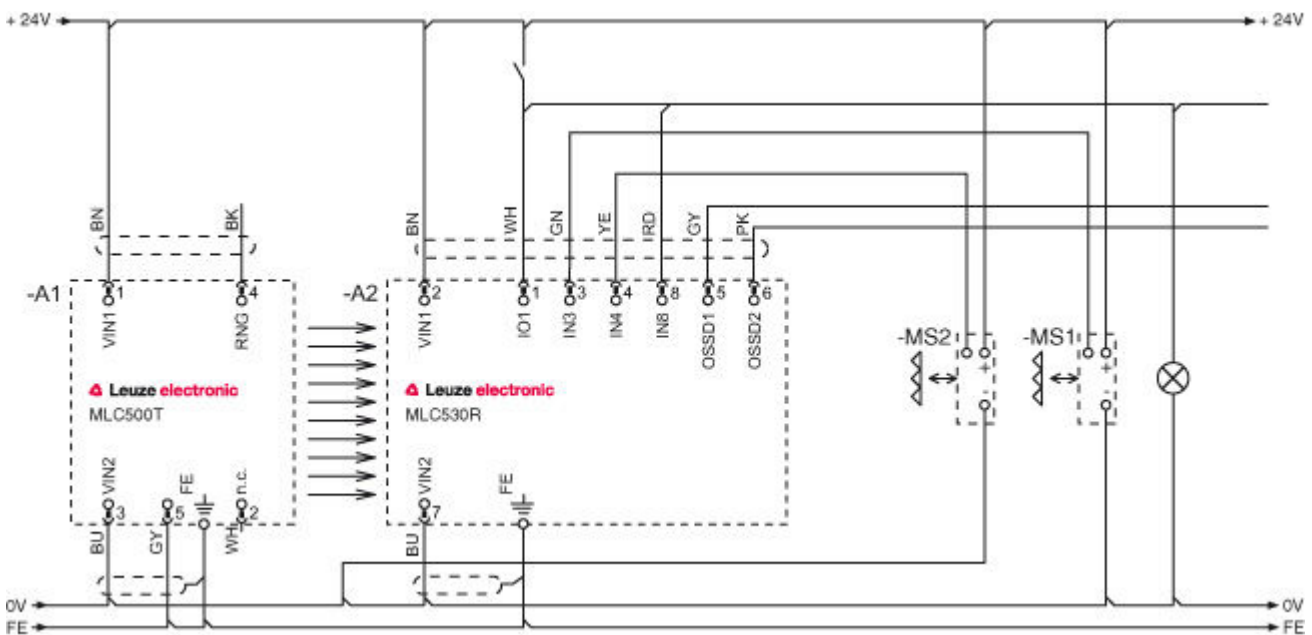 + 24V
+ 24V
BN
BK
BN
WH
GN
YE
RD
GY
PK
-A1
1
4
-A2
2
1
3
4
8
5
6
VIN1
RNG
VIN1
IO1
IN3
IN4
IN8
OSSD1
OSSD2
-MS2
-MS1
+
+
-
-
Leuze electronic
MLC500T
Leuze electronic
MLC530R
VIN2
FE
n.c.
VIN2
FE
3
5
2
7
BU
GY
WH
BU
0V
0V
FE
FE